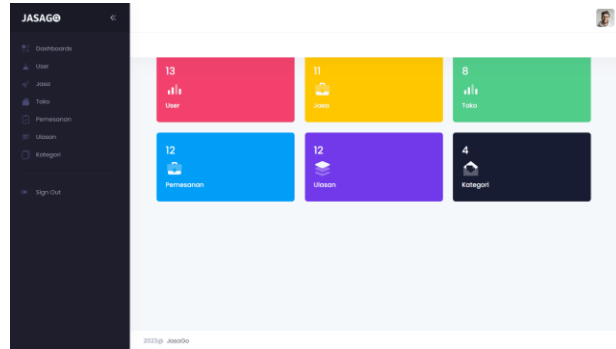 JASAGO
Dashboards
User
Jasa
Toko
Pemesanan
Ulasan
Kategori
Sign Out
13
User
11
Jasa
8
Toko
12
Pemesanan
12
Ulasan
4
Kategori
2023@ JasaGo